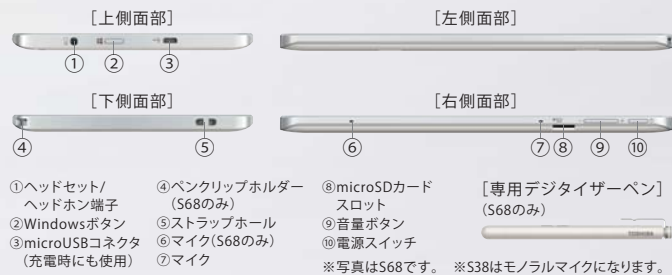 [上側面部]
[左側面部]
① ② ③
[下側面部]
[右側面部]
④ ⑤ ⑥ ⑦ ⑧ ⑨ ⑩
①ヘッドセット/
ヘッドホン端子
②Windowsボタン
③microUSBコネクタ
(充電時にも使用)
④ペンクリップホルダー
(S68のみ)
⑤ストラップホール
⑥マイク(S68のみ)
⑦マイク
⑧microSDカード
スロット
⑨音量ボタン
⑩電源スイッチ
[専用デジタイザーペン]
(S68のみ)
TOSHIBA
※写真はS68です。 ※S38はモノラルマイクになります。